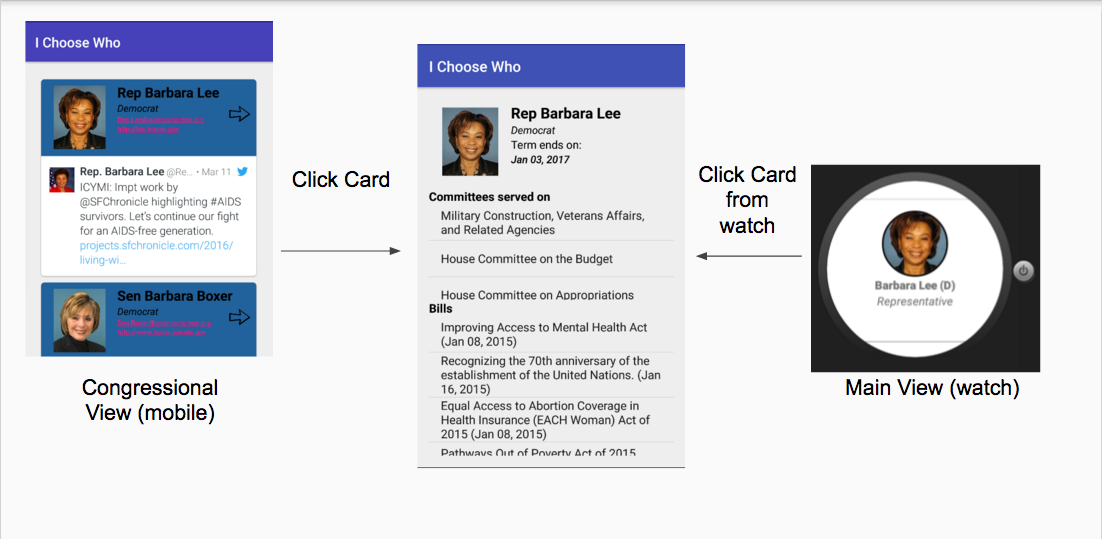 I Choose Who
Rep Barbara Lee
Democrat
Rep. Barbara Lee @Re... • Mar 11
ICYMI: Impt work by
@SFChronicle highlighting #AIDS
survivors. Let's continue our fight
for an AIDS-free generation.
projects.sfchronicle.com/2016/
living-wi...
Sen Barbara Boxer
Democrat
Congressional
View (mobile)
Click Card
I Choose Who
Rep Barbara Lee
Democrat
Term ends on:
Jan 03, 2017
Committees served on
Military Construction, Veterans Affairs,
and Related Agencies
House Committee on the Budget
House Committee on Appropriations
Bills
Improving Access to Mental Health Act
(Jan 08, 2015)
Recognizing the 70th anniversary of the
establishment of the United Nations. (Jan
16, 2015)
Equal Access to Abortion Coverage in
Health Insurance (EACH Woman) Act of
2015 (Jan 08, 2015)
Pathways Out of Poverty Act of 2015
Click Card
from
watch
Barbara Lee (D)
Representative
Main View (watch)